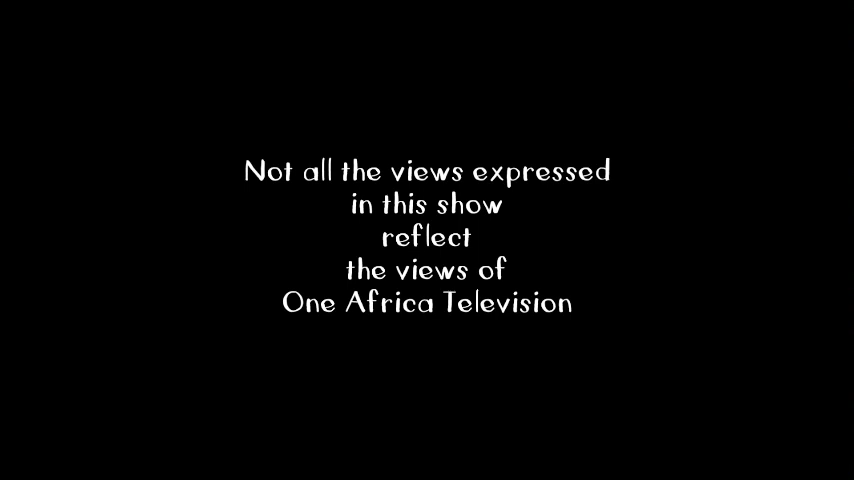 Not all the views expressed
in this show
reflect
the views of
One Africa Television